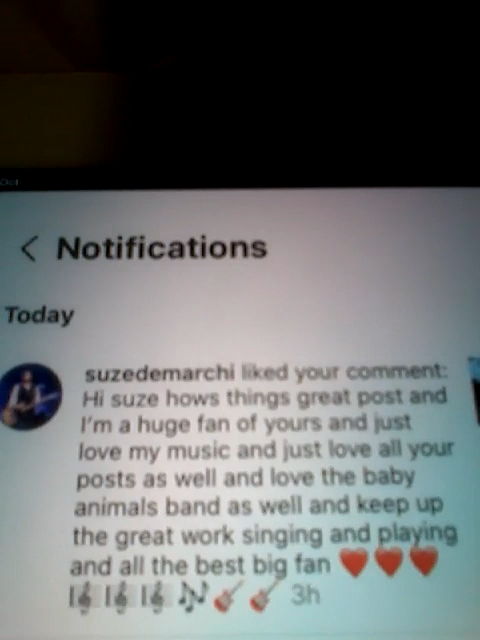 Notifications
Today
suzedemarchi liked your comment:
Hi suze hows things great post and
I'm a huge fan of yours and just
love my music and just love all your
posts as well and love the baby
animals band as well and keep up
the great work singing and playing
and all the best big fan ❤️❤️❤️
🎼🎼🎼🎶🎸🎸 3h